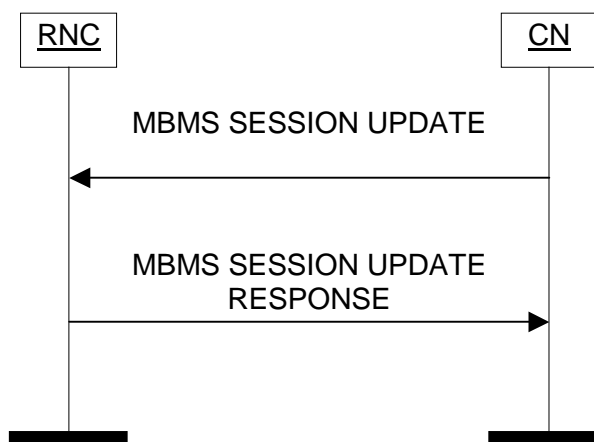 RNC
CN
MBMS SESSION UPDATE
MBMS SESSION UPDATE
RESPONSE